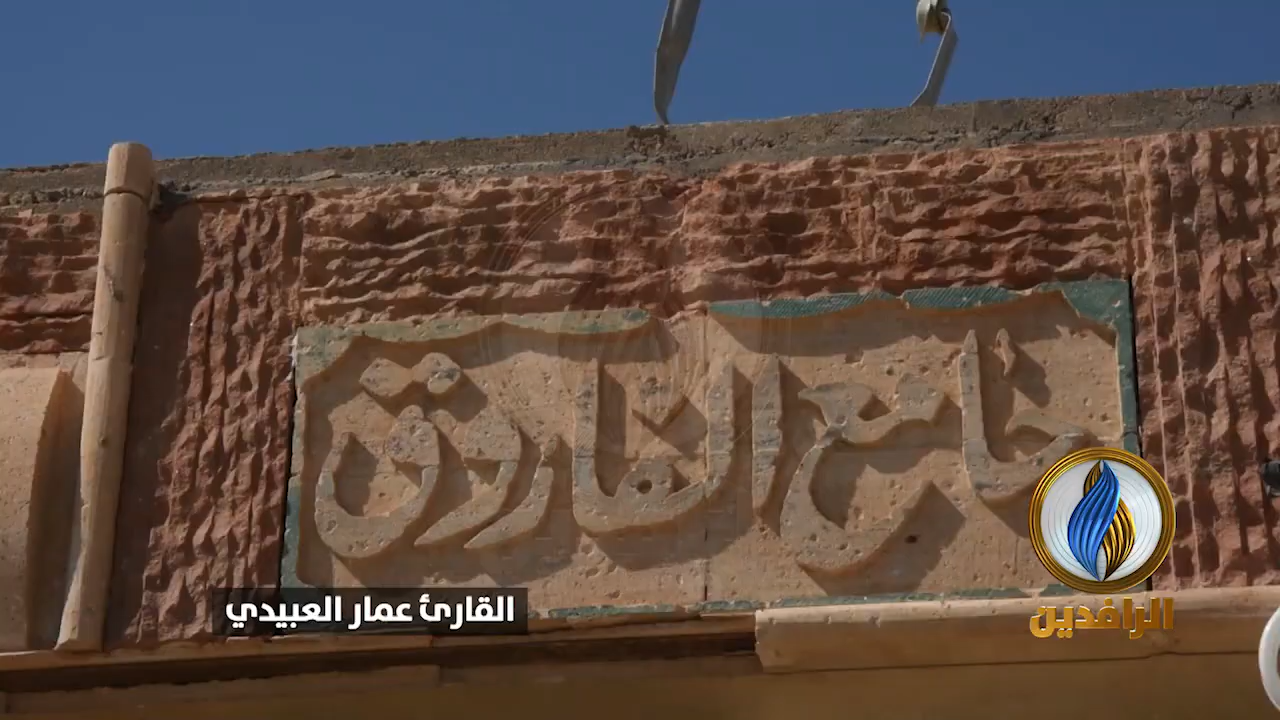 جامع الفاروق
القارئ عمار العبيدي
الرافدين